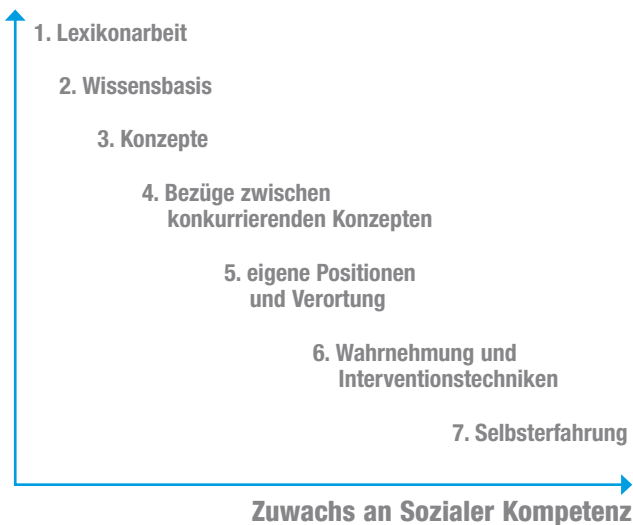 1. Lexikonarbeit
2. Wissensbasis
3. Konzepte
4. Bezüge zwischen
konkurrierenden Konzepten
5. eigene Positionen
und Verortung
6. Wahrnehmung und
Interventionstechniken
7. Selbsterfahrung
Zuwachs an Sozialer Kompetenz